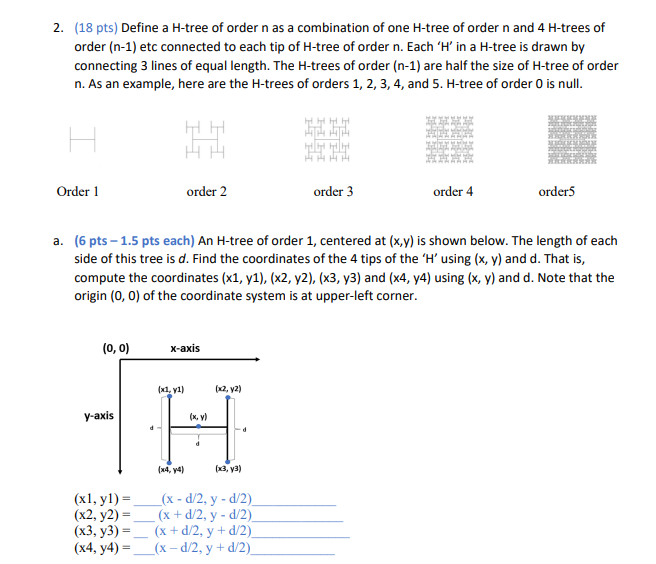 2. (18 pts) Define a H-tree of order n as a combination of one H-tree of order n and 4 H-trees of
order (n-1) etc connected to each tip of H-tree of order n. Each ‘H’ in a H-tree is drawn by
connecting 3 lines of equal length. The H-trees of order (n-1) are half the size of H-tree of order
n. As an example, here are the H-trees of orders 1, 2, 3, 4, and 5. H-tree of order 0 is null.
Order 1 order 2 order 3 order 4 order5
a. (6 pts – 1.5 pts each) An H-tree of order 1, centered at (x,y) is shown below. The length of each
side of this tree is d. Find the coordinates of the 4 tips of the ‘H’ using (x, y) and d. That is,
compute the coordinates (x1, y1), (x2, y2), (x3, y3) and (x4, y4) using (x, y) and d. Note that the
origin (0, 0) of the coordinate system is at upper-left corner.
(0, 0) x-axis
(x1, y1) (x2, y2)
y-axis (x, y)
d d
d
(x4, y4) (x3, y3)
(x1, y1) = (x - d/2, y - d/2)
(x2, y2) = (x + d/2, y - d/2)
(x3, y3) = (x + d/2, y + d/2)
(x4, y4) = (x – d/2, y + d/2)